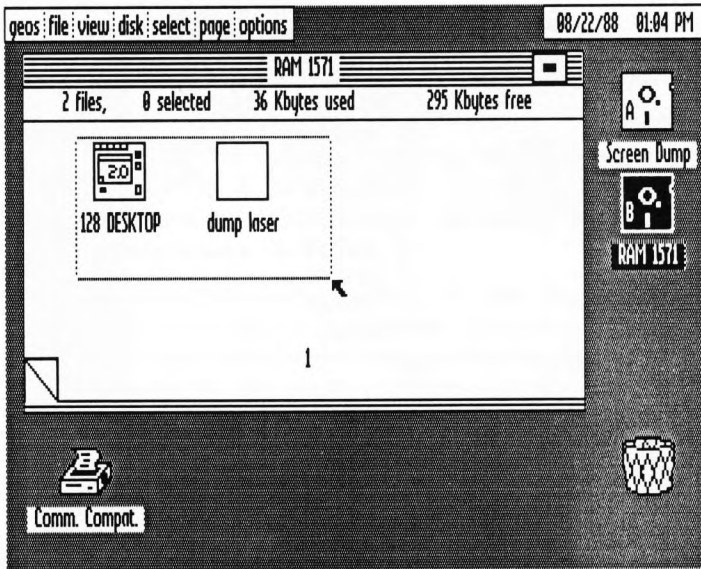 geos file view disk select page options
08/22/88 01:04 PM
RAM 1571
2 files, 0 selected 36 Kbytes used 295 Kbytes free
2.0
128 DESKTOP dump laser
1
A
Screen Dump
B
RAM 1571
Comm. Compat.